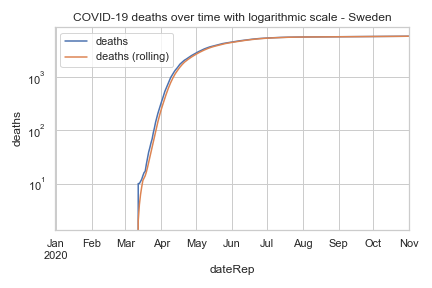 COVID-19 deaths over time with logarithmic scale - Sweden
deaths
deaths (rolling)
10³
10²
10¹
deaths
Jan Feb Mar Apr May Jun Jul Aug Sep Oct Nov
2020
dateRep